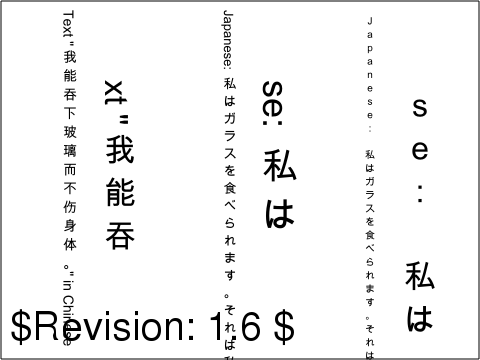 Text "我能吞下玻璃而不伤身体。" in Chinese
xt "我能吞
Japanese: 私はガラスを食べられます。それは私
se: 私は
Japanese: 私はガラスを食べられます。それは
se: 私は
$Revision: 1.6 $